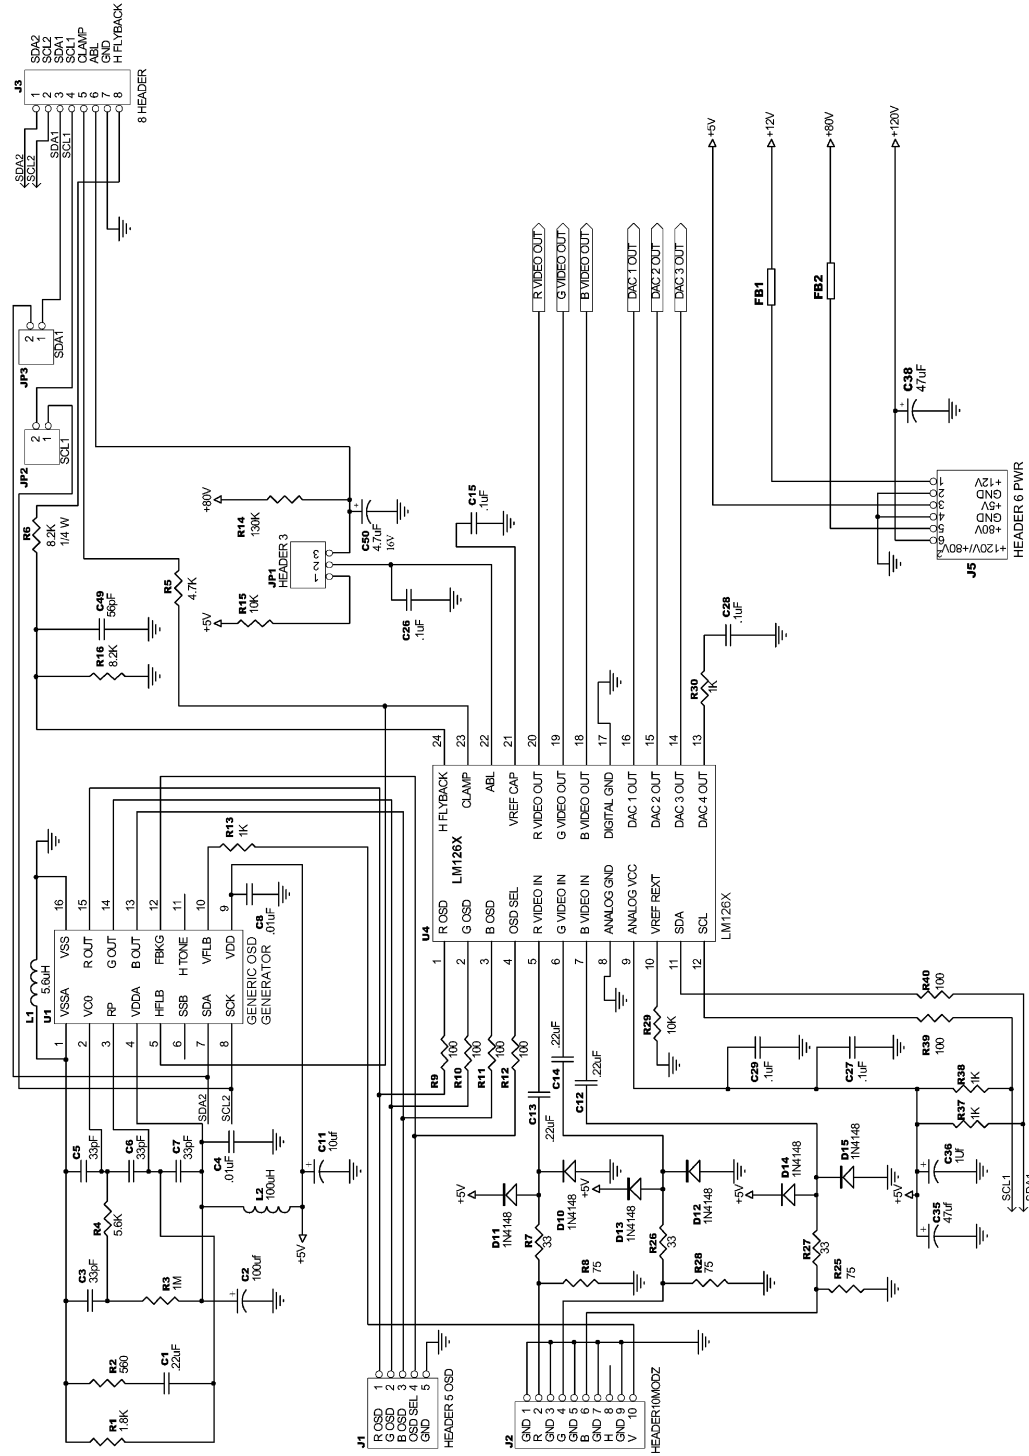 J3
8 HEADER
1
2
3
4
5
6
7
8
SDA2
SCL2
SDA1
SCL1
CLAMP
ABL
GND
H FLYBACK
SDA2
SCL2
SDA1
SCL1
JP3
2
1
SDA1
JP2
2
1
SCL1
R6
8.2K
1/4 W
R5
4.7K
C49
56pF
R16
8.2K
+80V
R14
130K
C50
4.7uF
16V
JP1
HEADER 3
1
2
3
+5V
R15
10K
C26
.1uF
C15
.1uF
L1
5.6uH
U1
GENERIC OSD
GENERATOR
1
2
3
4
5
6
7
8
VSSA
VC0
RP
VDDA
HFLB
SSB
SDA
SCK
VSS
R OUT
G OUT
B OUT
FBKG
H TONE
VFLB
VDD
16
15
14
13
12
11
10
9
R13
1K
C8
.01uF
SDA2
SCL2
C5
33pF
C6
33pF
C7
33pF
C4
.01uF
C11
10uf
L2
100uH
+5V
R4
5.6K
C3
33pF
R3
1M
C2
100uf
R2
560
C1
.22uF
R1
1.8K
J1
HEADER 5 OSD
R OSD
G OSD
B OSD
OSD SEL
GND
1
2
3
4
5
J2
HEADER10MODZ
GND
R
GND
G
GND
B
GND
H
GND
V
1
2
3
4
5
6
7
8
9
10
U4
LM126X
LM126X
1
2
3
4
5
6
7
8
9
10
11
12
R OSD
G OSD
B OSD
OSD SEL
R VIDEO IN
G VIDEO IN
B VIDEO IN
ANALOG GND
ANALOG VCC
VREF REXT
SDA
SCL
H FLYBACK
CLAMP
ABL
VREF CAP
R VIDEO OUT
G VIDEO OUT
B VIDEO OUT
DIGITAL GND
DAC 1 OUT
DAC 2 OUT
DAC 3 OUT
DAC 4 OUT
24
23
22
21
20
19
18
17
16
15
14
13
R9
100
R10
100
R11
100
R12
100
C13
.22uF
C14
.22uF
C12
.22uF
R29
10K
R40
100
R39
100
R38
1K
R37
1K
C29
.1uF
C27
.1uF
C36
1Uf
C35
47uf
+5V
SCL1
SDA1
D11
1N4148
+5V
D10
1N4148
D13
1N4148
+5V
D12
1N4148
D14
1N4148
+5V
D15
1N4148
R7
33
R8
75
R26
33
R28
75
R27
33
R25
75
R30
1K
C28
.1uF
R VIDEO OUT
G VIDEO OUT
B VIDEO OUT
DAC 1 OUT
DAC 2 OUT
DAC 3 OUT
+5V
+12V
+80V
+120V
FB1
FB2
C38
47uF
J5
HEADER 6 PWR
1
2
3
4
5
6
+12V
GND
+5V
GND
+80V
+120V/+80V
2